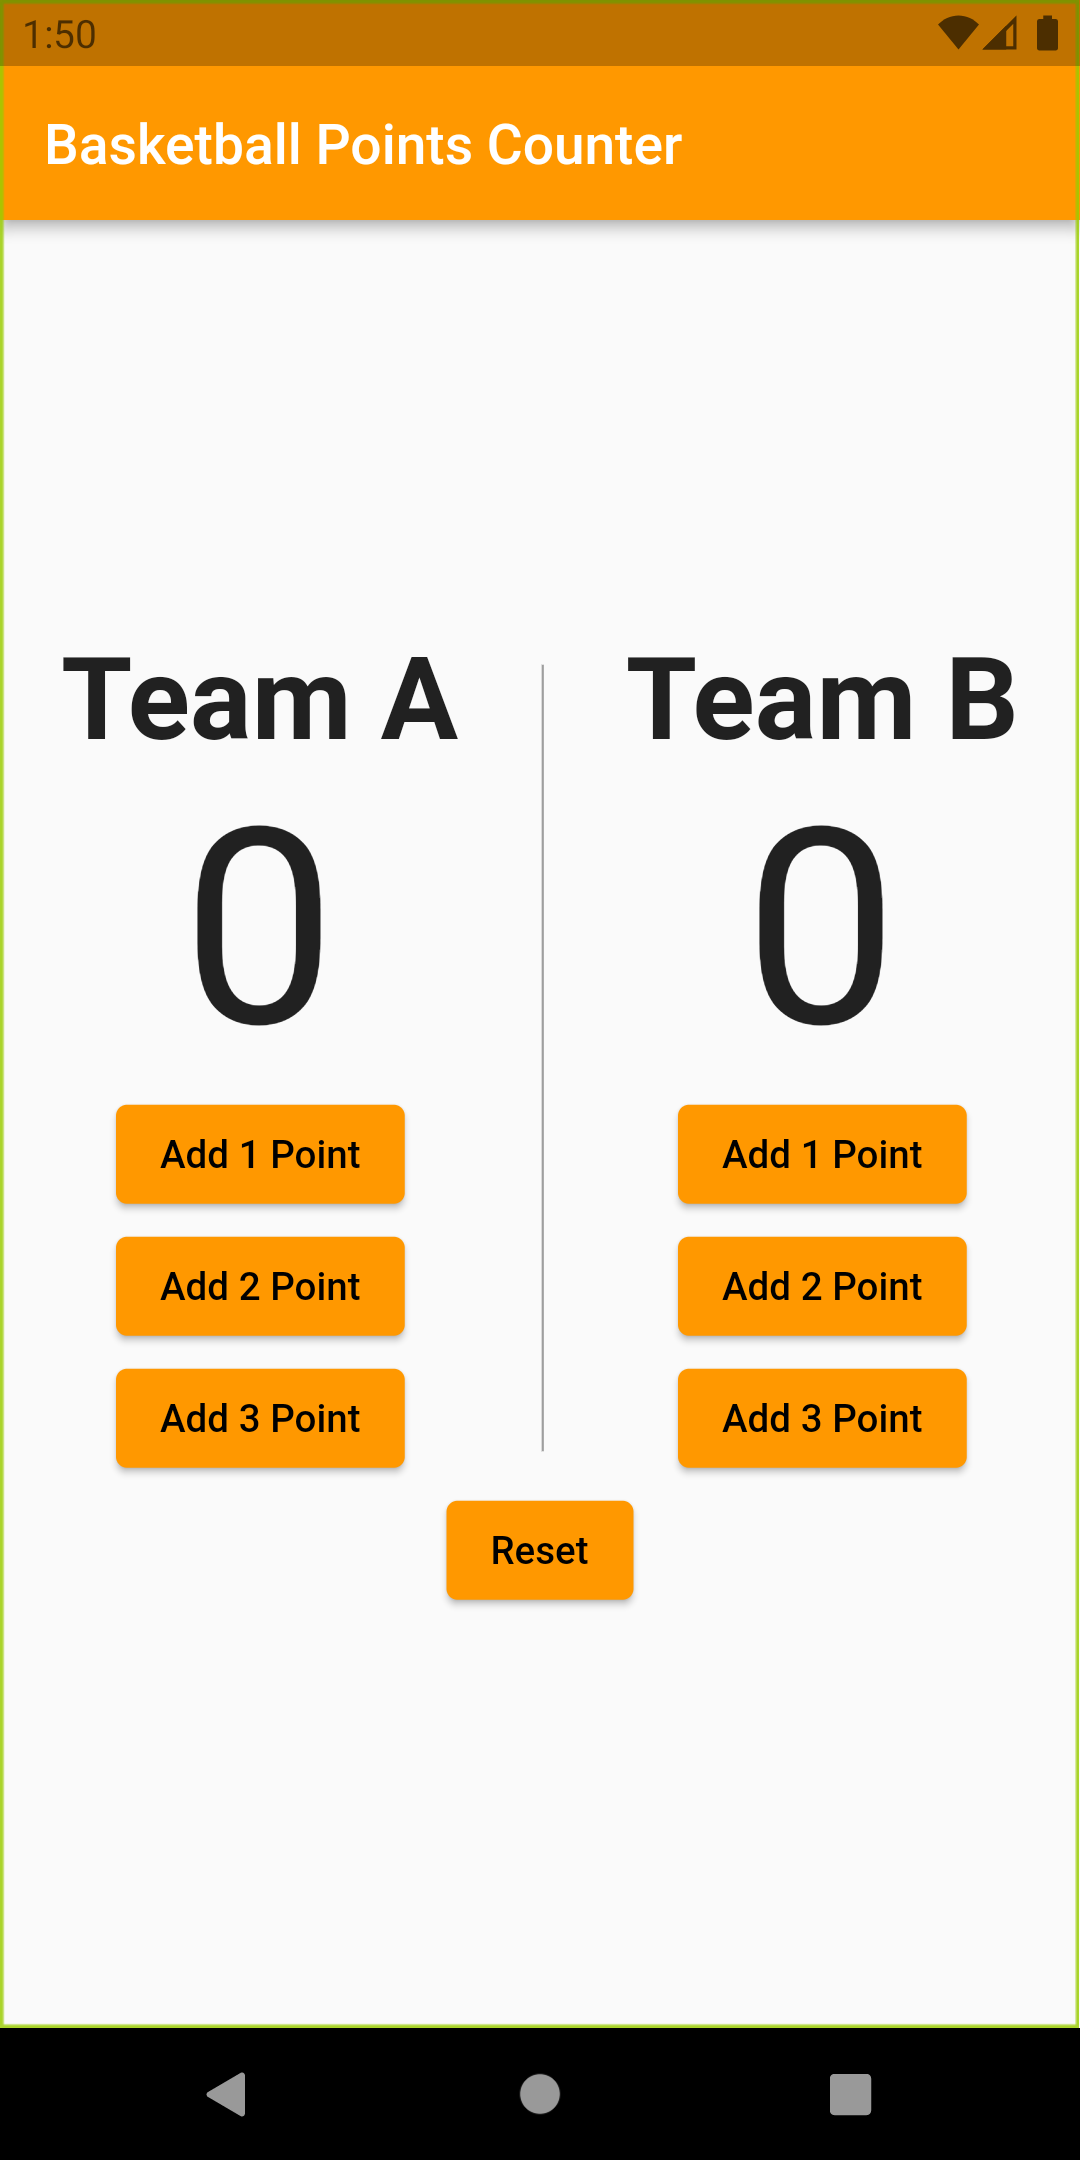 1:50
Basketball Points Counter
Team A
0
Add 1 Point
Add 2 Point
Add 3 Point
Team B
0
Add 1 Point
Add 2 Point
Add 3 Point
Reset